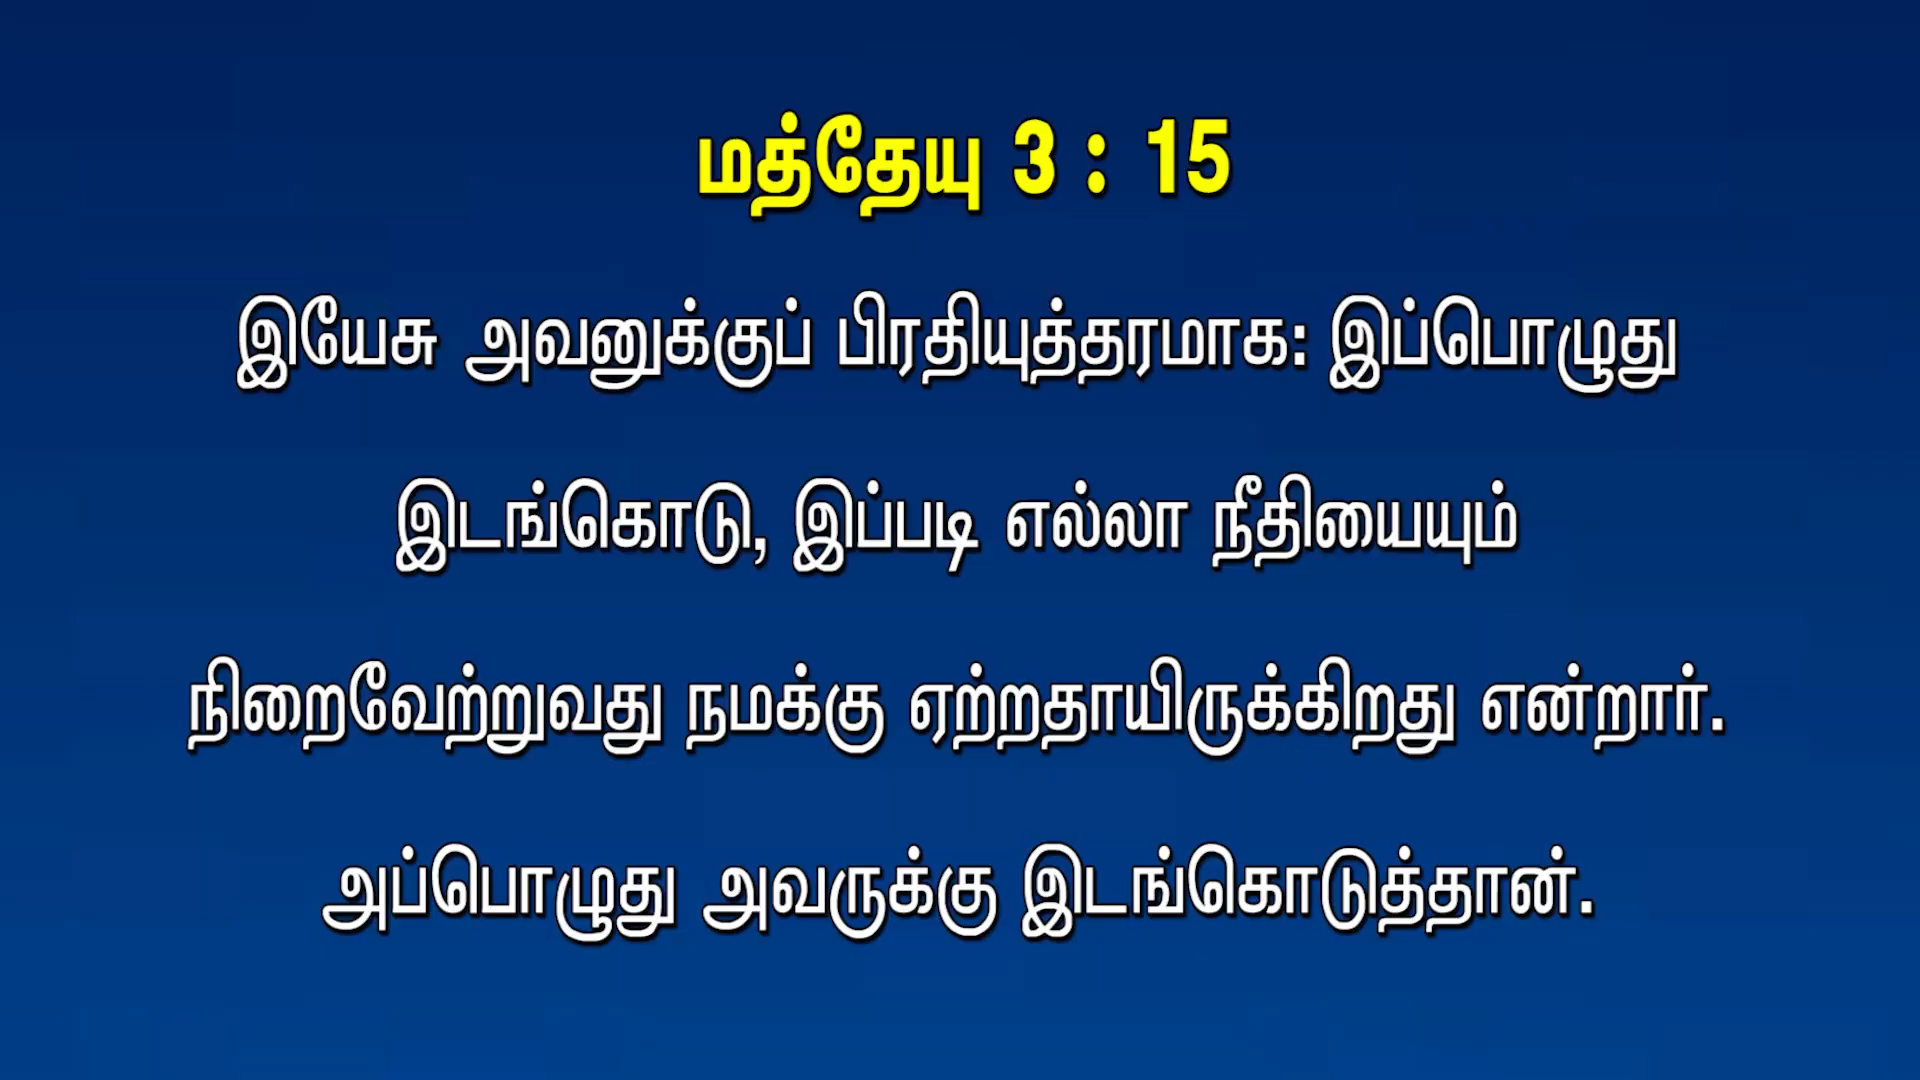 மத்தேயு 3 : 15
இயேசு அவனுக்குப் பிரதியுத்தரமாக: இப்பொழுது
இடங்கொடு, இப்படி எல்லா நீதியையும்
நிறைவேற்றுவது நமக்கு ஏற்றதாயிருக்கிறது என்றார்.
அப்பொழுது அவருக்கு இடங்கொடுத்தான்.